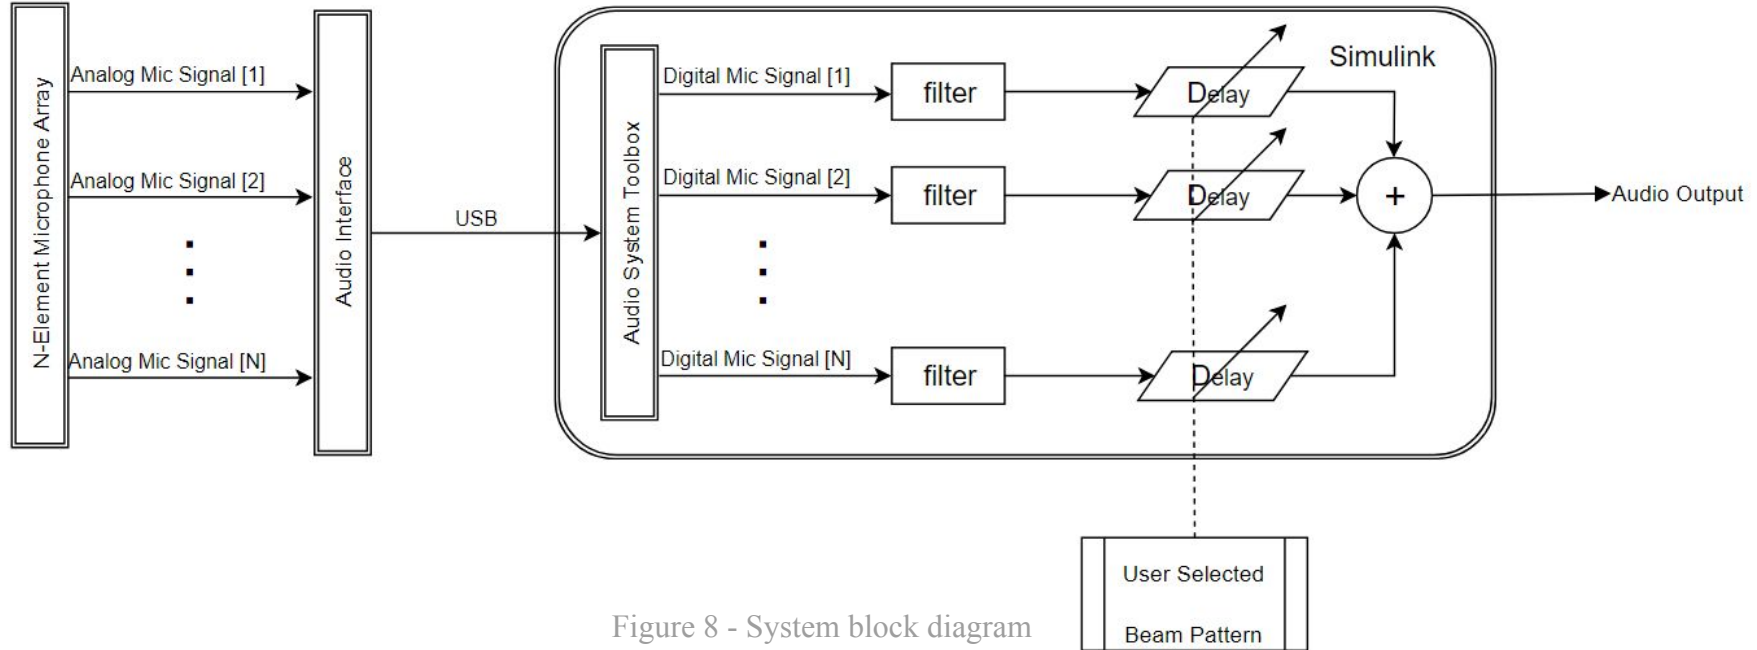 N-Element Microphone Array
Analog Mic Signal [1]
Analog Mic Signal [2]
Analog Mic Signal [N]
Audio Interface
USB
Simulink
Audio System Toolbox
Digital Mic Signal [1]
filter
Delay
Digital Mic Signal [2]
filter
Delay
+
Audio Output
Digital Mic Signal [N]
filter
Delay
User Selected
Beam Pattern
Figure 8 - System block diagram